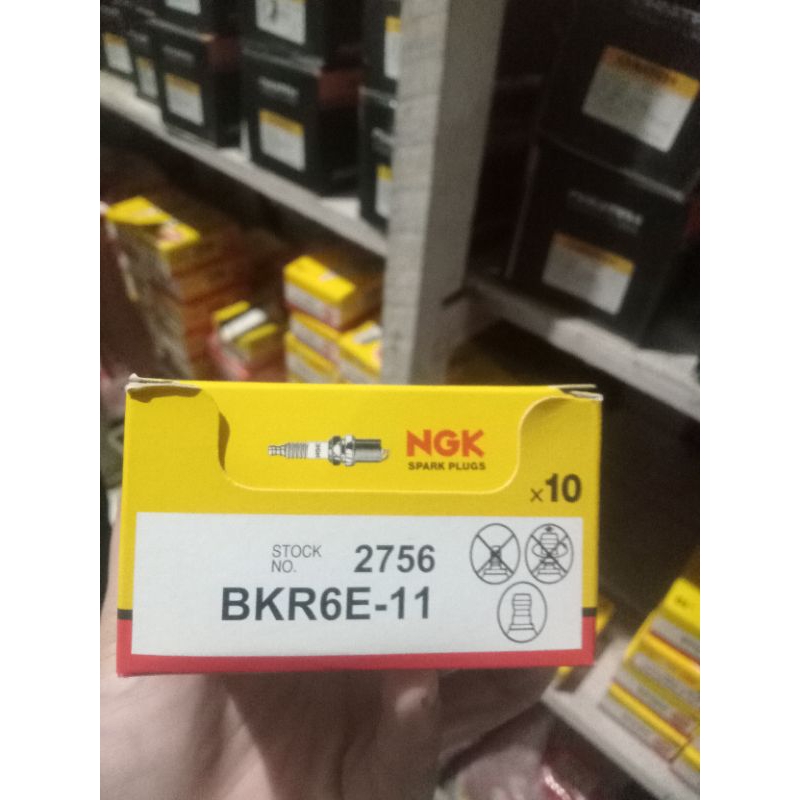 NGK
SPARK PLUGS
x10
STOCK
NO. 2756
BKR6E-11